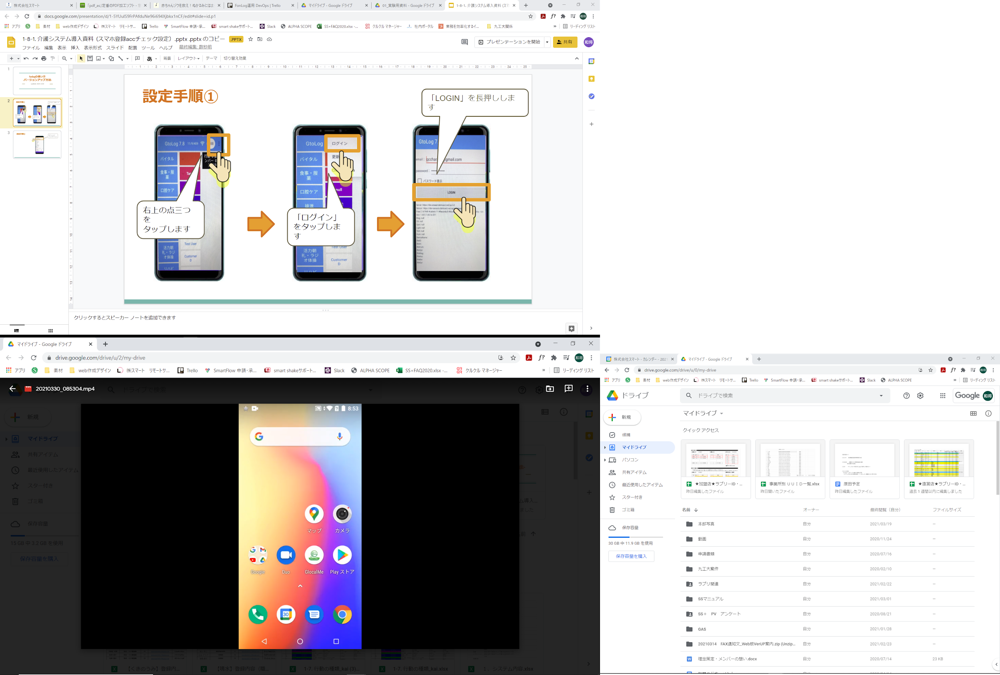 株式会社スマート
「pdf_as」定番のPDF加工ソフト -
赤ちゃんゾウを救え！ぬかるみにはま
FonLog運用 DevOps | Trello
マイドライブ - Google ドライブ
01_実験用資料 - Google ドライブ
1-8-1. 介護システム導入資料 (スマ
docs.google.com/presentation/d/1-5YUulS9FrPAfduNe96i694Xjbkx1nCF/edit#slide=id.p1
アプリ
素材
web作成デザイン
㈱スマート リモートサ...
Trello
SmartFlow 申請・承...
smart shakeサポート...
Slack
ALPHA SCOPE
SS+FAQ2020.xlsx -...
クルクル マネージャー
社内ポータル
業務を効率化するイ...
九工大関係
»
リーディング リスト
1-8-1. 介護システム導入資料 (スマホ登録accチェック設定）.pptx .pptx のコピー
.PPTX
ファイル 編集 表示 挿入 表示形式 スライド 配置 ツール ヘルプ
最終編集: 数秒前
プレゼンテーションを開始
共有
和将
背景
レイアウト
テーマ
切り替え効果
1
fonlogの使い方
-バージョンアップ方法-
2
3
設定手順①
「LOGIN」を長押ししま
す
GtoLog 7.8
バイタル
食事・服
薬
口腔ケア
右上の点三つ
を
タップします
活力朝
礼・ラジ
オ体操
Test User
Customer
D
リハビ
GtoLog
ログイン
バイタル
更新
食事・服
薬
口腔ケア
null
排泄
「ログイン」
をタップしま
す
活力朝
礼・ラジ
オ体操
Test User
Customer
D
GtoLog 7
email :
gmail.com
password :
パスワード表示
LOGIN
クリックするとスピーカー ノートを追加できます
マイドライブ - Google ドライブ
drive.google.com/drive/u/2/my-drive
アプリ
素材
web作成デザイン
㈱スマート リモートサ...
Trello
SmartFlow 申請・承...
smart shakeサポート...
Slack
ALPHA SCOPE
SS+FAQ2020.xlsx -...
クルクル マネージャー
»
リーディング リスト
20210330_085304.mp4
ドライブで検索
新規
マイドライブ
共有アイテム
最近使用したアイテム
スター付き
ゴミ箱
保存容量
15 GB 中 3.2 GB を使用
保存容量を購入
8:53
マップ
カメラ
Google
Duo
GlocalMe
Play ストア
30
【くきのうみ】登録内...
1-7. 行動の種類_kai (3)...
1-7. 行動の種類_kai.xlsx
１．システム内容.xlsx
株式会社スマート - カレンダー - 202
マイドライブ - Google ドライブ
drive.google.com/drive/u/0/my-drive
アプリ
素材
web作成デザイン
㈱スマート リモートサ...
Trello
SmartFlow 申請・承...
smart shakeサポート...
Slack
ALPHA SCOPE
»
リーディング リスト
ドライブ
ドライブで検索
Google
和将
新規
マイドライブ
候補
マイドライブ
パソコン
共有アイテム
最近使用したアイテム
スター付き
ゴミ箱
保存容量
30 GB 中 11.9 GB を使用
保存容量を購入
クイック アクセス
★加盟店★ラブリーID・...
昨日編集したファイル
事業所別 ＵＵＩＤ一覧.xlsx
昨日開いたファイル
原田予定
昨日編集したファイル
★直営店★ラブリーID・...
過去 1 週間以内に編集しました
名前
オーナー
最終閲覧（自分）
ファイルサイズ
本部写真 自分 2021/03/19 –
動画 自分 2020/11/24 –
申請書類 自分 2020/07/16 –
九工大案件 自分 2020/02/10 –
ラブリ関連 自分 2021/02/22 –
SSマニュアル 自分 2021/03/01 –
SS＋ PV アンケート 自分 2020/08/21 –
GAS 自分 2021/01/28 –
20210314 FAX通知文_Web版VerUP案内.zip (Unzip... 自分 2021/02/23 –
理念策定・メンバーの想い.docx 自分 2020/07/14 23 KB